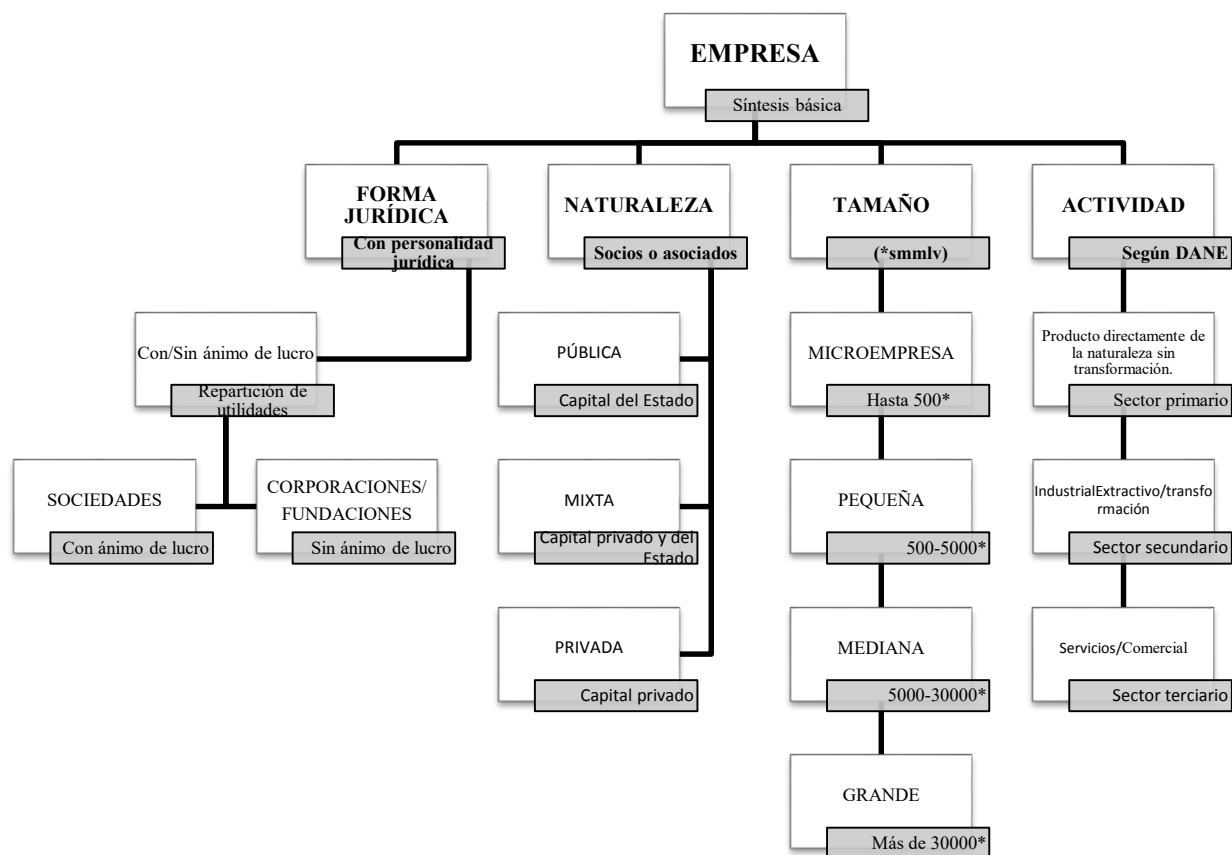 EMPRESA
Síntesis básica
FORMA
JURÍDICA
Con personalidad
jurídica
Con/Sin ánimo de lucro
Repartición de
utilidades
SOCIEDADES
Con ánimo de lucro
CORPORACIONES/
FUNDACIONES
Sin ánimo de lucro
NATURALEZA
Socios o asociados
PÚBLICA
Capital del Estado
MIXTA
Capital privado y del
Estado
PRIVADA
Capital privado
TAMAÑO
(*smmlv)
MICROEMPRESA
Hasta 500*
PEQUEÑA
500-5000*
MEDIANA
5000-30000*
GRANDE
Más de 30000*
ACTIVIDAD
Según DANE
Producto directamente de
la naturaleza sin
transformación.
Sector primario
IndustrialExtractivo/transfo
rmación
Sector secundario
Servicios/Comercial
Sector terciario